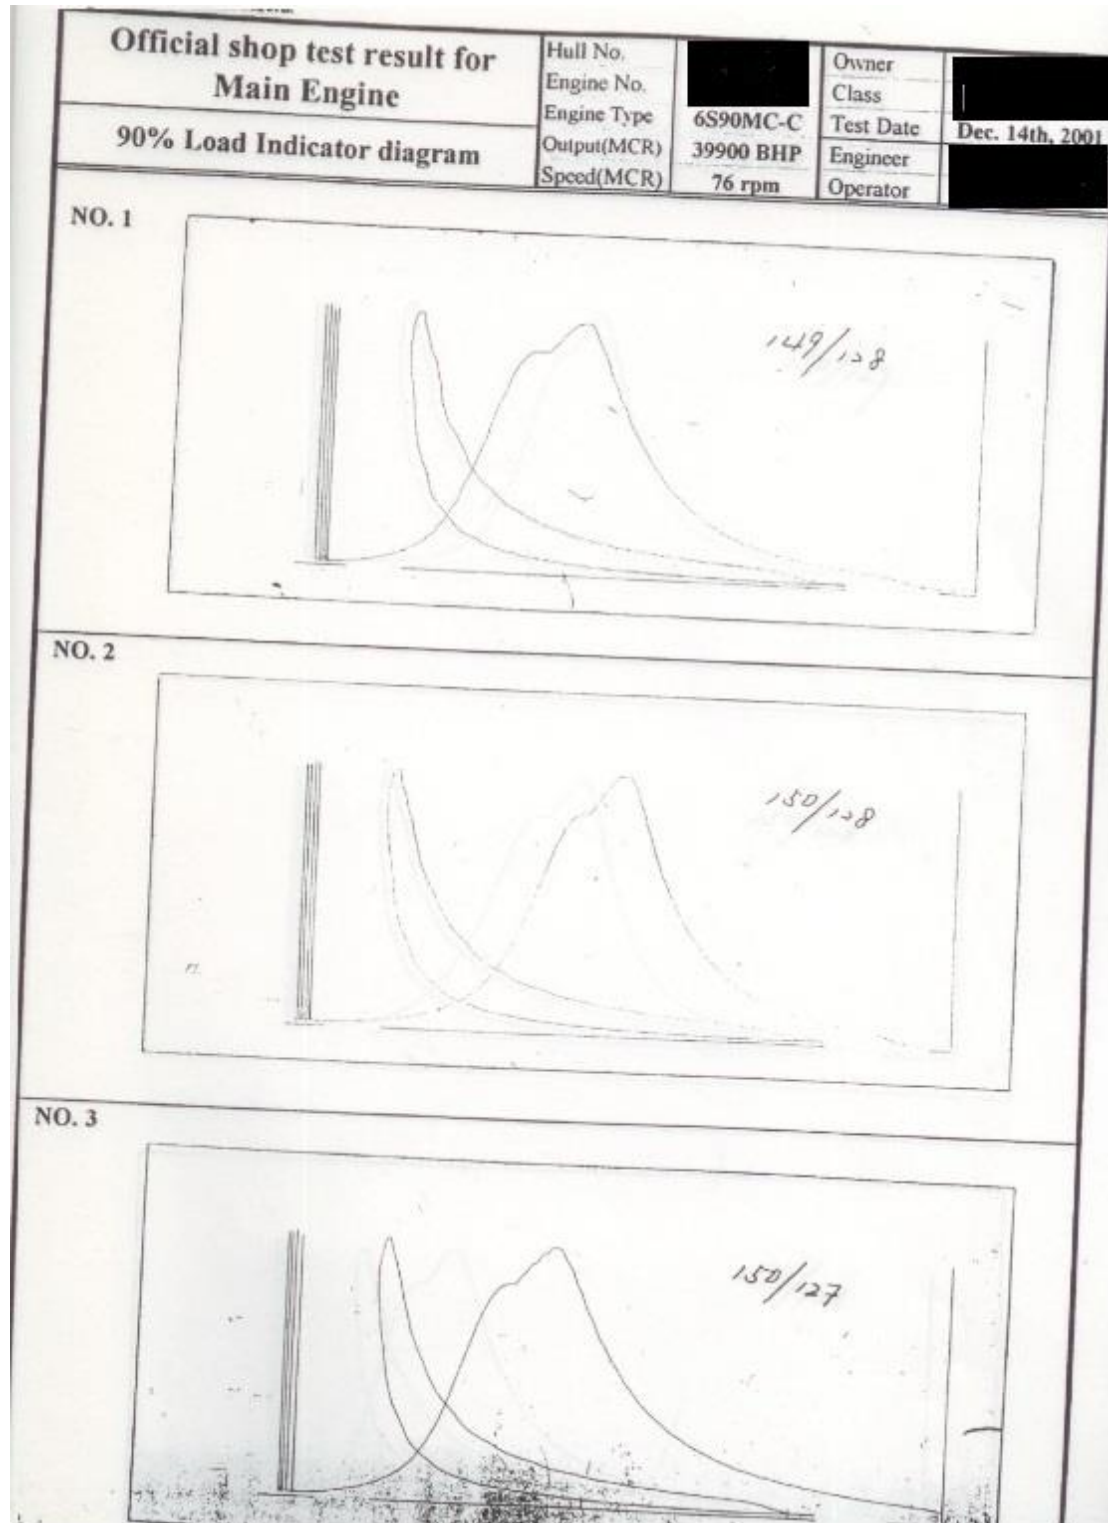 Official shop test result for
Main Engine
90% Load Indicator diagram
Hull No.
Engine No.
Engine Type 6S90MC-C
Output(MCR) 39900 BHP
Speed(MCR) 76 rpm
Owner
Class
Test Date Dec. 14th, 2001
Engineer
Operator
NO. 1
149/128
NO. 2
150/128
NO. 3
150/127